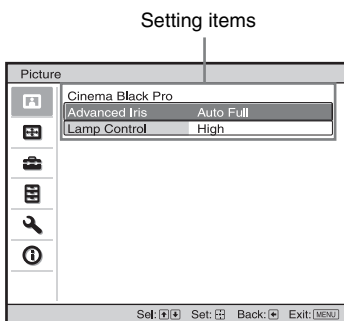 Setting items
Picture
Cinema Black Pro
Advanced Iris Auto Full
Lamp Control High
Sel: Set: Back: Exit: MENU